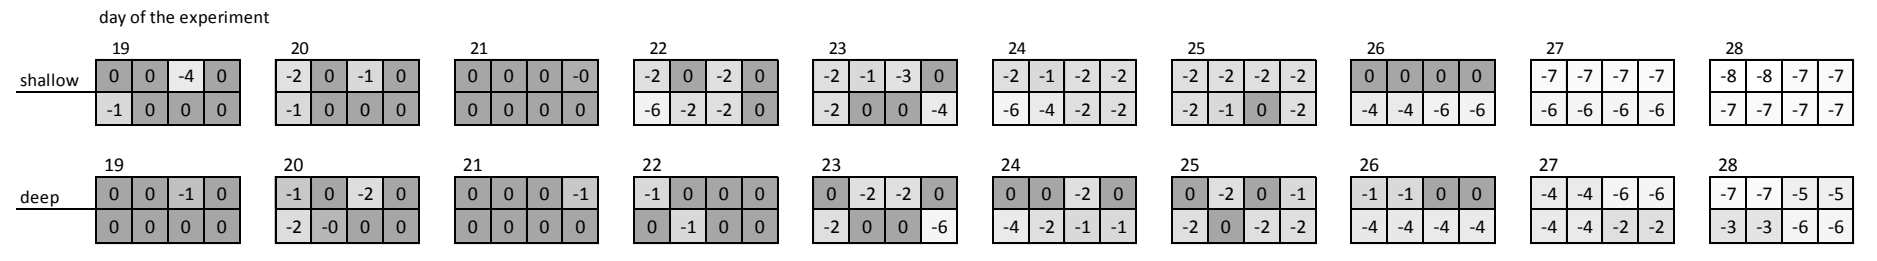 day of the experiment
19 20 21 22 23 24 25 26 27 28
shallow 0 0 -4 0 -2 0 -1 0 0 0 0 -0 -2 0 -2 0 -2 -1 -3 0 -2 -1 -2 -2 -2 -2 -2 -2 0 0 0 0 -7 -7 -7 -7 -8 -8 -7 -7
-1 0 0 0 -1 0 0 0 0 0 0 0 -6 -2 -2 0 -2 0 0 -4 -6 -4 -2 -2 -2 -1 0 -2 -4 -4 -6 -6 -6 -6 -6 -6 -7 -7 -7 -7
19 20 21 22 23 24 25 26 27 28
deep 0 0 -1 0 -1 0 -2 0 0 0 0 -1 -1 0 0 0 0 -2 -2 0 0 0 -2 0 0 -2 0 -1 -1 -1 0 0 -4 -4 -6 -6 -7 -7 -5 -5
0 0 0 0 -2 -0 0 0 0 0 0 0 0 -1 0 0 -2 0 0 -6 -4 -2 -1 -1 -2 0 -2 -2 -4 -4 -4 -4 -4 -4 -2 -2 -3 -3 -6 -6